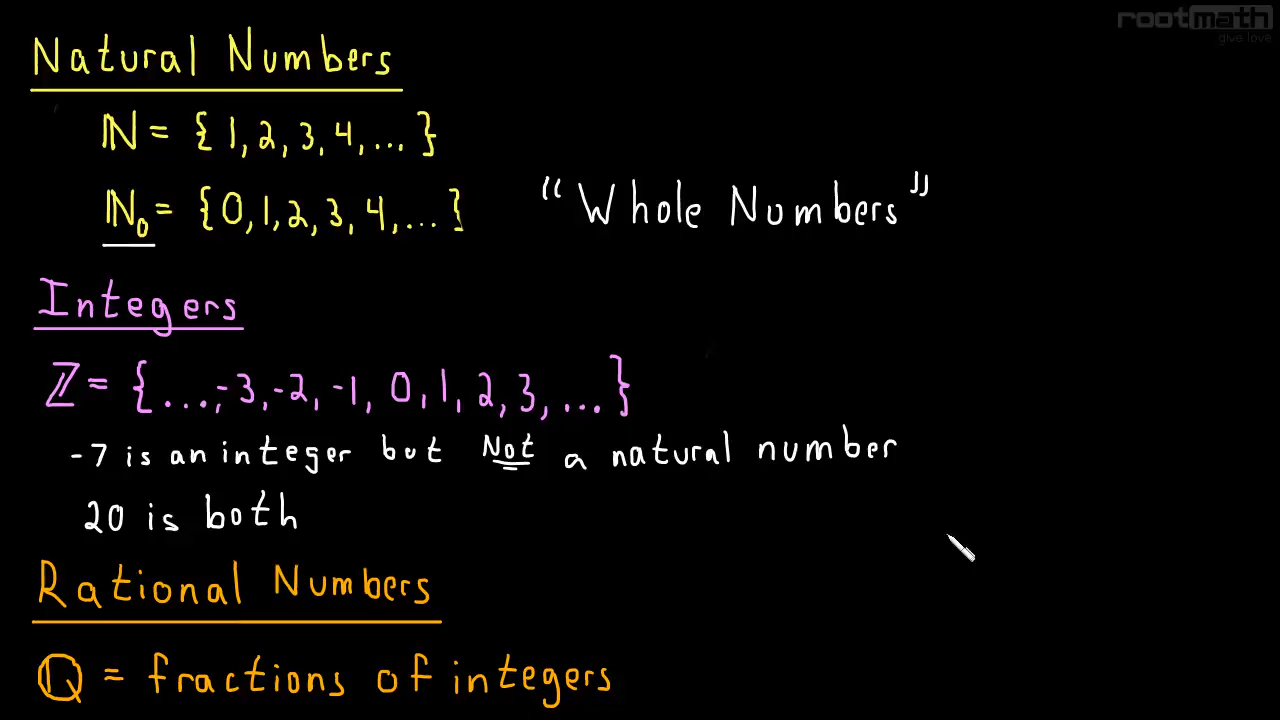 rootmath
give love
Natural Numbers
ℕ = { 1, 2, 3, 4, ... }
ℕ₀ = { 0, 1, 2, 3, 4, ... } "Whole Numbers"
Integers
ℤ = { ..., -3, -2, -1, 0, 1, 2, 3, ... }
-7 is an integer but Not a natural number
20 is both
Rational Numbers
ℚ = fractions of integers